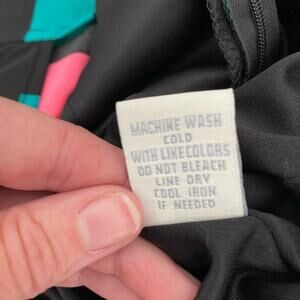 MACHINE WASH
COLD
WITH LIKE COLORS
DO NOT BLEACH
LINE DRY
COOL IRON
IF NEEDED